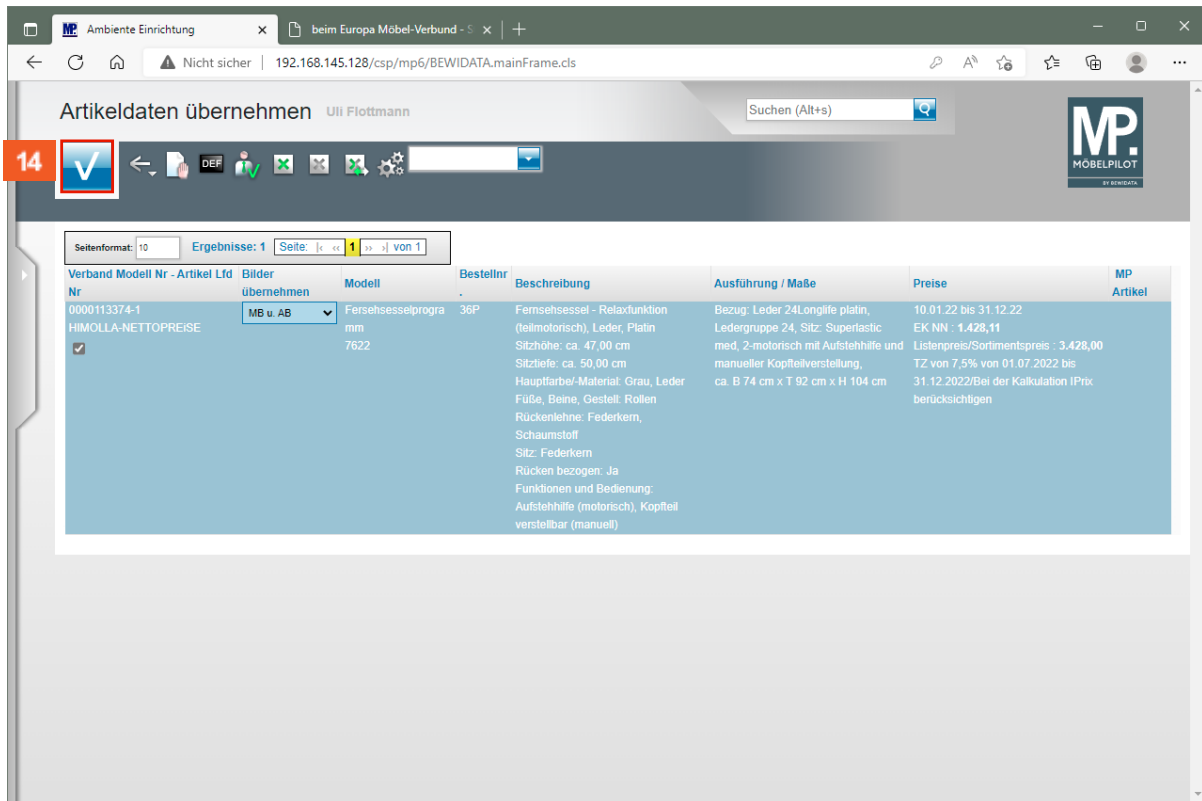 Ambiente Einrichtung
beim Europa Möbel-Verbund - S
Nicht sicher 192.168.145.128/csp/mp6/BEWIDATA.mainFrame.cls
Artikeldaten übernehmen Uli Flottmann
Suchen (Alt+s)
MP.
MÖBELPILOT
BY BEWIDATA
14
DEF
Seitenformat: 10 Ergebnisse: 1 Seite: 1 von 1
Verband Modell Nr - Artikel Lfd Nr
Bilder übernehmen
Modell
Bestellnr.
Beschreibung
Ausführung / Maße
Preise
MP Artikel
0000113374-1
HIMOLLA-NETTOPREiSE
MB u. AB
Fersehsesselprogra
mm
7622
36P
Fernsehsessel - Relaxfunktion
(teilmotorisch), Leder, Platin
Sitzhöhe: ca. 47,00 cm
Sitztiefe: ca. 50,00 cm
Hauptfarbe/-Material: Grau, Leder
Füße, Beine, Gestell: Rollen
Rückenlehne: Federkern,
Schaumstoff
Sitz: Federkern
Rücken bezogen: Ja
Funktionen und Bedienung:
Aufstehhilfe (motorisch), Kopfteil
verstellbar (manuell)
Bezug: Leder 24Longlife platin,
Ledergruppe 24, Sitz: Superlastic
med, 2-motorisch mit Aufstehhilfe und
manueller Kopfteilverstellung,
ca. B 74 cm x T 92 cm x H 104 cm
10.01.22 bis 31.12.22
EK NN : 1.428,11
Listenpreis/Sortimentspreis : 3.428,00
TZ von 7,5% von 01.07.2022 bis
31.12.2022/Bei der Kalkulation IPrix
berücksichtigen